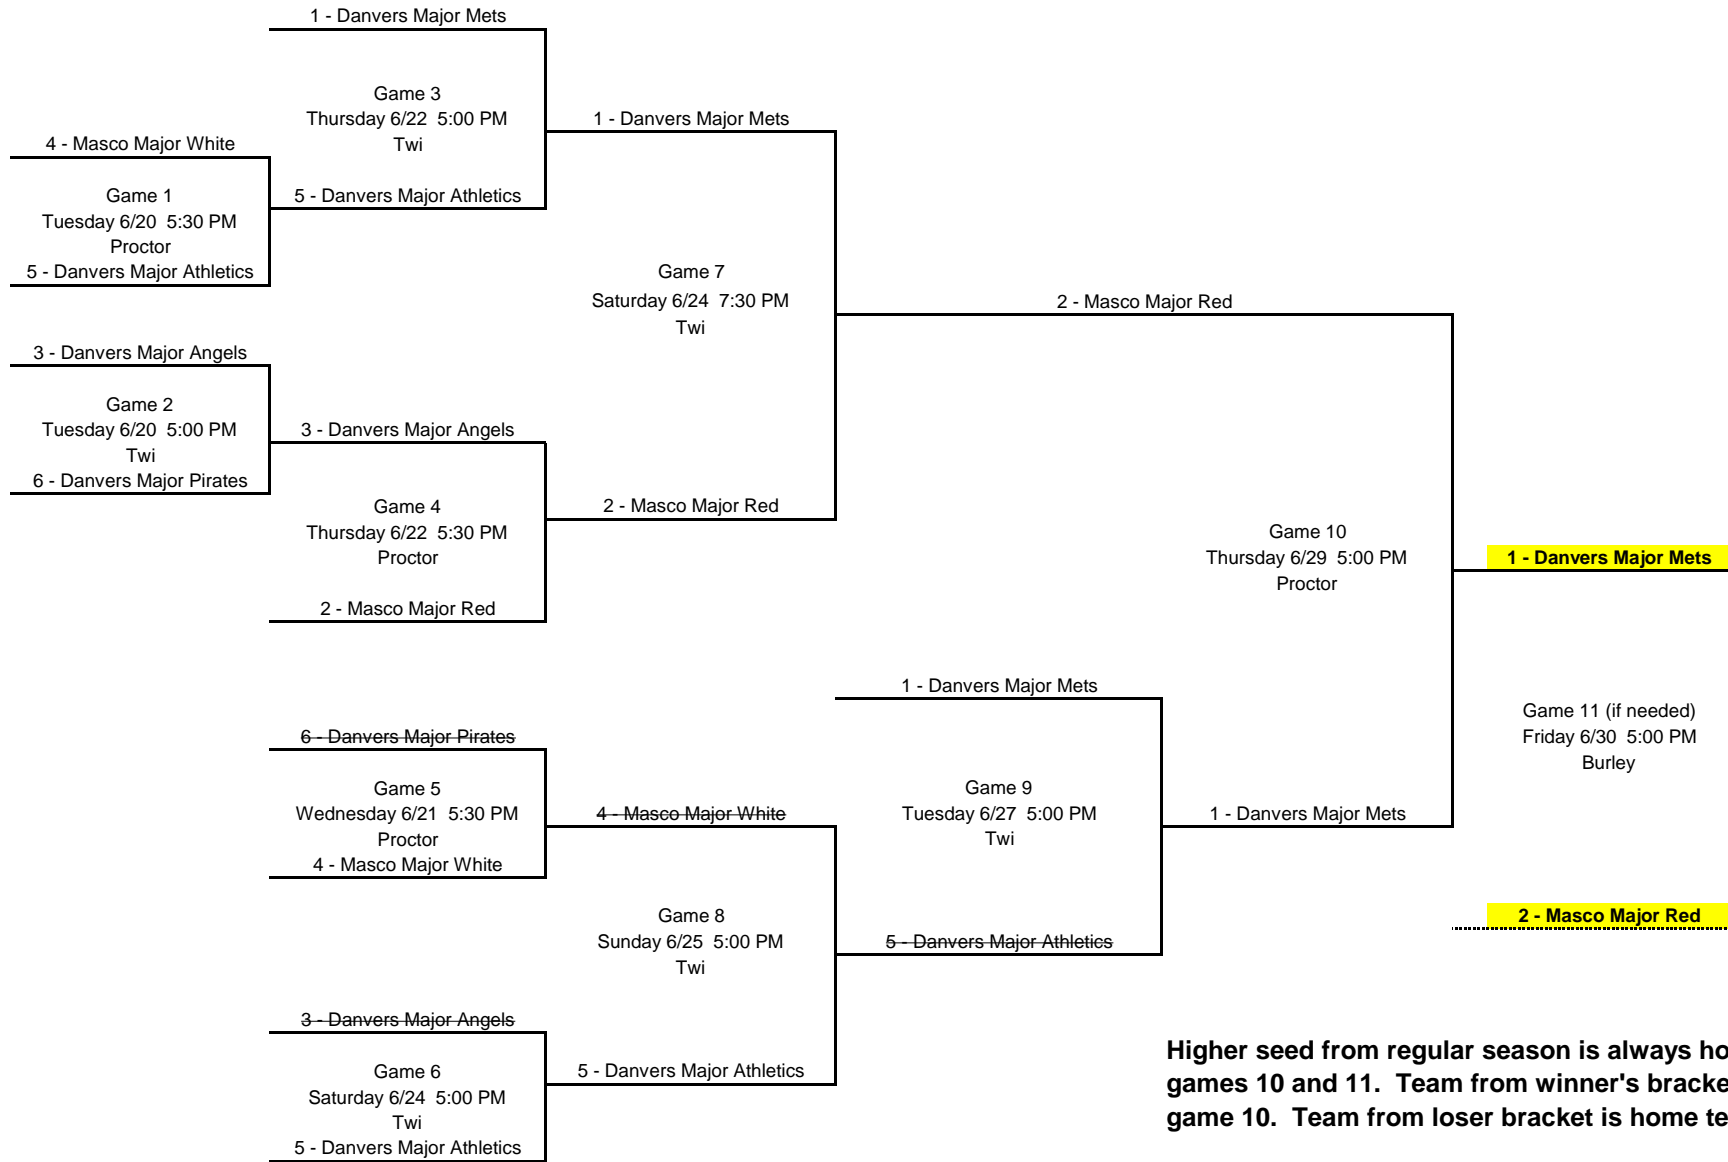 1 - Danvers Major Mets
Game 3
Thursday 6/22  5:00 PM
Twi
1 - Danvers Major Mets
4 - Masco Major White
Game 1
Tuesday 6/20  5:30 PM
Proctor
5 - Danvers Major Athletics
5 - Danvers Major Athletics
Game 7
Saturday 6/24  7:30 PM
Twi
2 - Masco Major Red
3 - Danvers Major Angels
Game 2
Tuesday 6/20  5:00 PM
Twi
6 - Danvers Major Pirates
3 - Danvers Major Angels
Game 4
Thursday 6/22  5:30 PM
Proctor
2 - Masco Major Red
2 - Masco Major Red
Game 10
Thursday 6/29  5:00 PM
Proctor
1 - Danvers Major Mets
1 - Danvers Major Mets
Game 11 (if needed)
Friday 6/30  5:00 PM
Burley
6 - Danvers Major Pirates
Game 5
Wednesday 6/21  5:30 PM
Proctor
4 - Masco Major White
4 - Masco Major White
Game 9
Tuesday 6/27  5:00 PM
Twi
1 - Danvers Major Mets
Game 8
Sunday 6/25  5:00 PM
Twi
5 - Danvers Major Athletics
2 - Masco Major Red
3 - Danvers Major Angels
Game 6
Saturday 6/24  5:00 PM
Twi
5 - Danvers Major Athletics
5 - Danvers Major Athletics
Higher seed from regular season is always ho
games 10 and 11.  Team from winner's bracke
game 10.  Team from loser bracket is home te